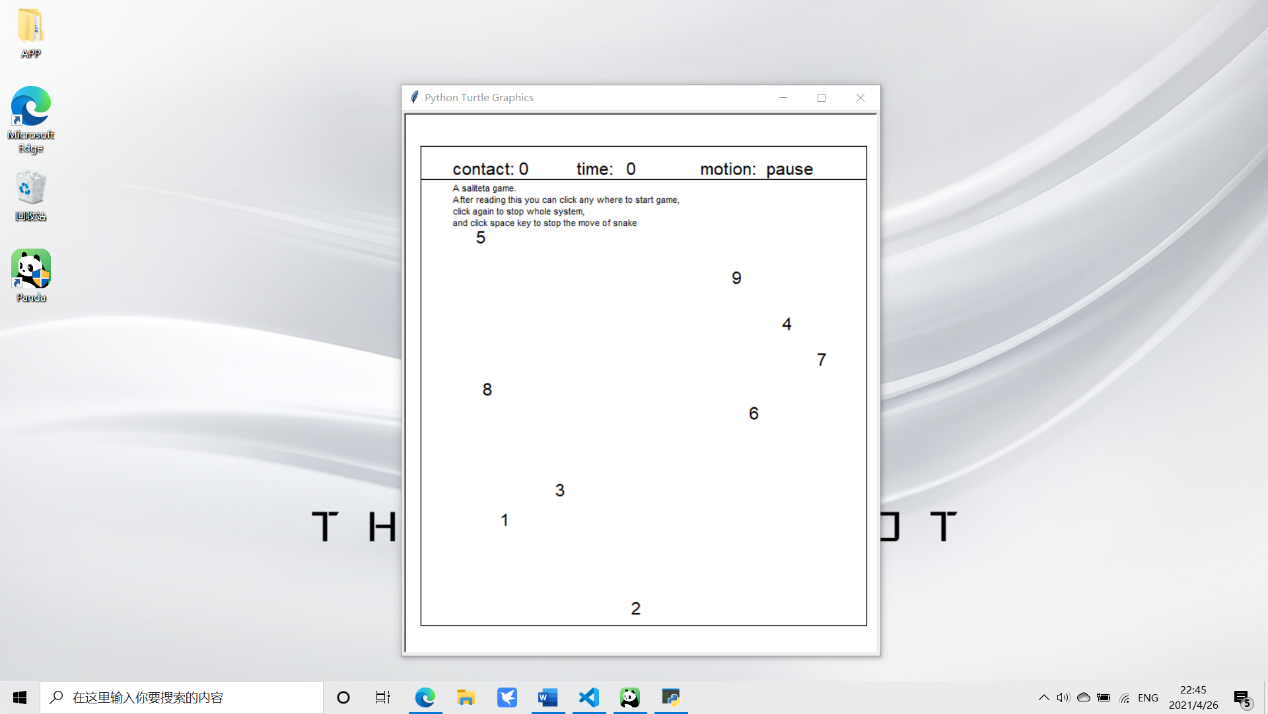 APP
Microsoft
Edge
回收站
Panda
Python Turtle Graphics
contact: 0 time: 0 motion: pause
A saliteta game.
After reading this you can click any where to start game,
click again to stop whole system,
and click space key to stop the move of snake
5
9
4
7
8
6
3
1
2
T H O T
在这里输入你要搜索的内容
ENG
22:45
2021/4/26
5